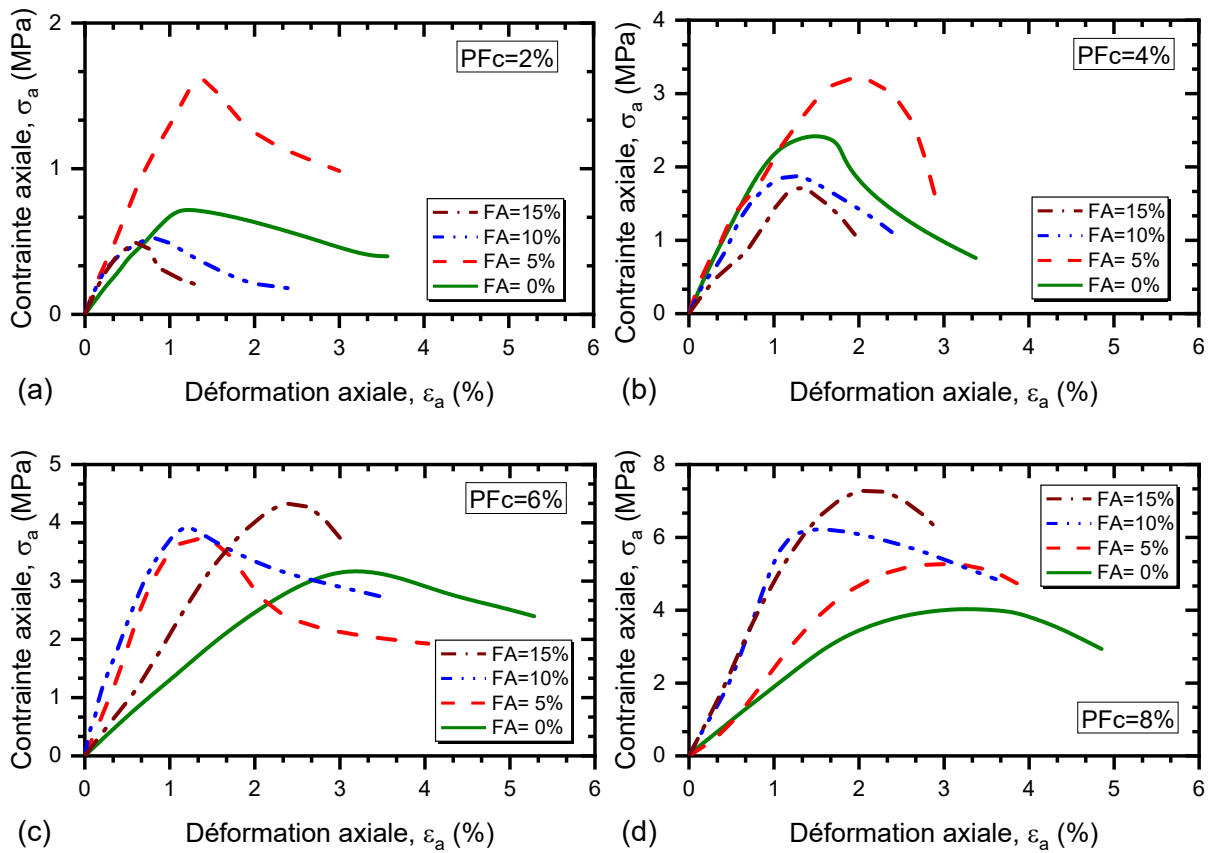 Contrainte axiale, σa (MPa)
2
1
0
PFc=2%
FA=15%
FA=10%
FA= 5%
FA= 0%
0 1 2 3 4 5 6
(a) Déformation axiale, εa (%)
Contrainte axiale, σa (MPa)
4
3
2
1
0
PFc=4%
FA=15%
FA=10%
FA= 5%
FA= 0%
0 1 2 3 4 5 6
(b) Déformation axiale, εa (%)
Contrainte axiale, σa (MPa)
5
4
3
2
1
0
PFc=6%
FA=15%
FA=10%
FA= 5%
FA= 0%
0 1 2 3 4 5 6
(c) Déformation axiale, εa (%)
Contrainte axiale, σa (MPa)
8
6
4
2
0
FA=15%
FA=10%
FA= 5%
FA= 0%
PFc=8%
0 1 2 3 4 5 6
(d) Déformation axiale, εa (%)